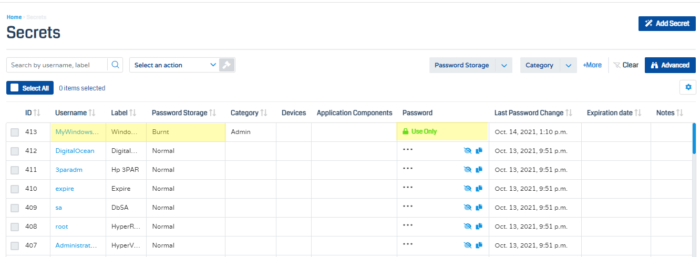 Home / Secrets
Secrets
Add Secret
Search by username, label
Select an action
Password Storage
Category
+More
Clear
Advanced
Select All
0 items selected
ID Username Label Password Storage Category Devices Application Components Password Last Password Change Expiration date Notes
413 MyWindows... Windo... Burnt Admin Use Only Oct. 14, 2021, 1:10 p.m.
412 DigitalOcean Digital... Normal *** Oct. 13, 2021, 9:51 p.m.
411 3paradm Hp 3PAR Normal *** Oct. 13, 2021, 9:51 p.m.
410 expire Expire Normal *** Oct. 13, 2021, 9:51 p.m.
409 sa DbSA Normal *** Oct. 13, 2021, 9:51 p.m.
408 root HyperR... Normal *** Oct. 13, 2021, 9:51 p.m.
407 Administrat... HyperV... Normal *** Oct. 13, 2021, 9:51 p.m.